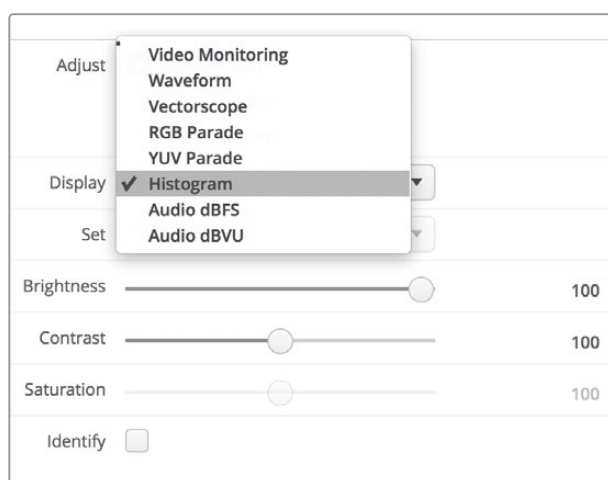 Adjust
Video Monitoring
Waveform
Vectorscope
RGB Parade
YUV Parade
Display ✓ Histogram
Audio dBFS
Set Audio dBVU
Brightness 100
Contrast 100
Saturation 100
Identify